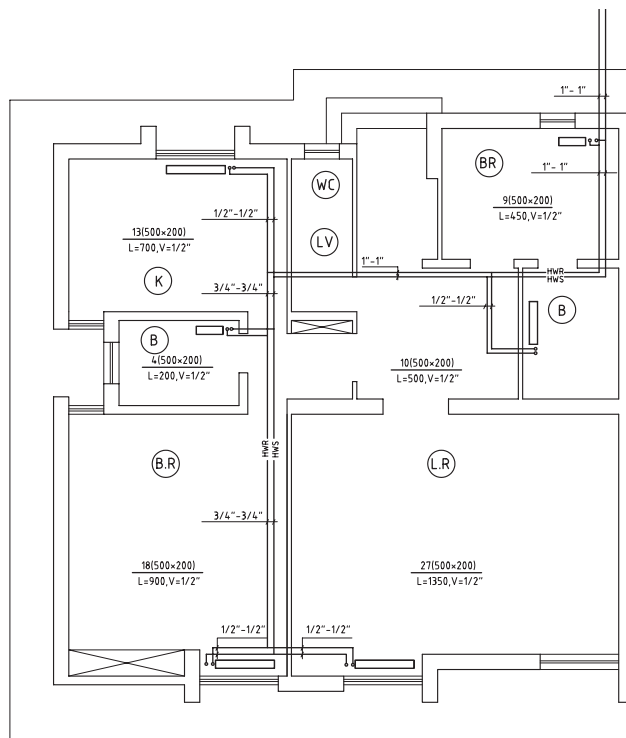 1"- 1"
BR
1"- 1"
WC
9(500×200)
L=450,V=1/2"
1/2"-1/2"
13(500×200)
L=700,V=1/2"
LV
1"-1"
HWR
HWS
K
3/4"-3/4"
1/2"-1/2"
B
B
4(500×200)
L=200,V=1/2"
10(500×200)
L=500,V=1/2"
HWR
HWS
B.R
L.R
3/4"-3/4"
18(500×200)
L=900,V=1/2"
27(500×200)
L=1350,V=1/2"
1/2"-1/2"
1/2"-1/2"